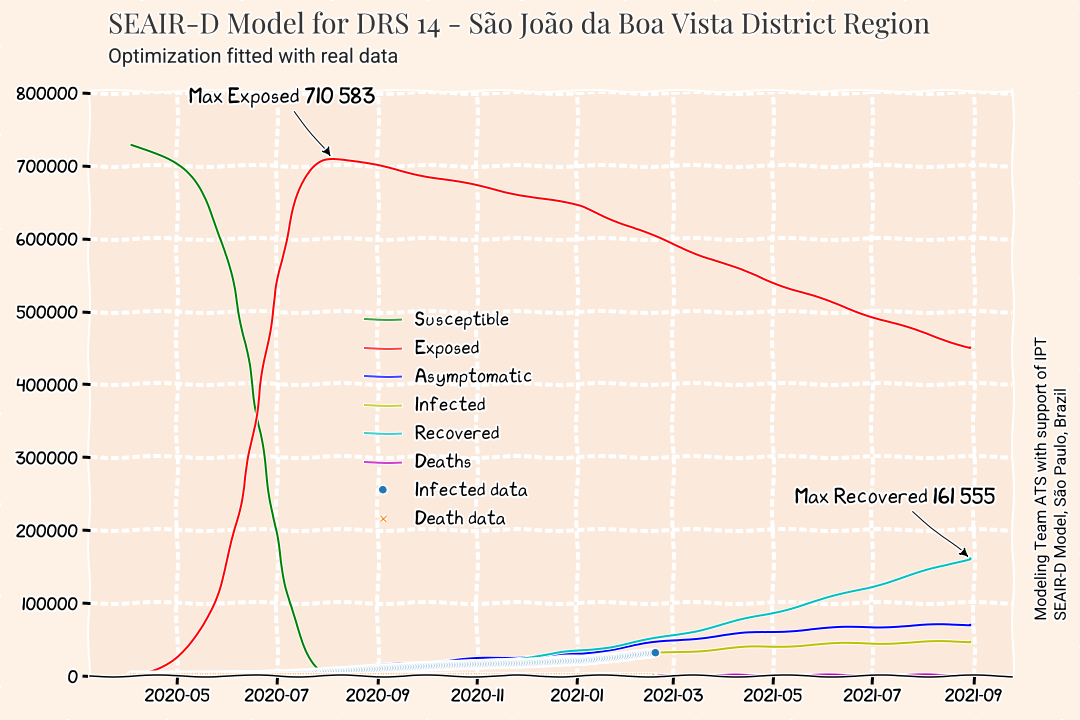 SEAIR-D Model for DRS 14 - São João da Boa Vista District Region
Optimization fitted with real data
Max Exposed 710 583
800000
700000
600000
500000
400000
300000
200000
100000
0
Susceptible
Exposed
Asymptomatic
Infected
Recovered
Deaths
Infected data
Death data
Max Recovered 161 555
2020-05
2020-07
2020-09
2020-11
2021-01
2021-03
2021-05
2021-07
2021-09
Modeling Team ATS with support of IPT
SEAIR-D Model, São Paulo, Brazil